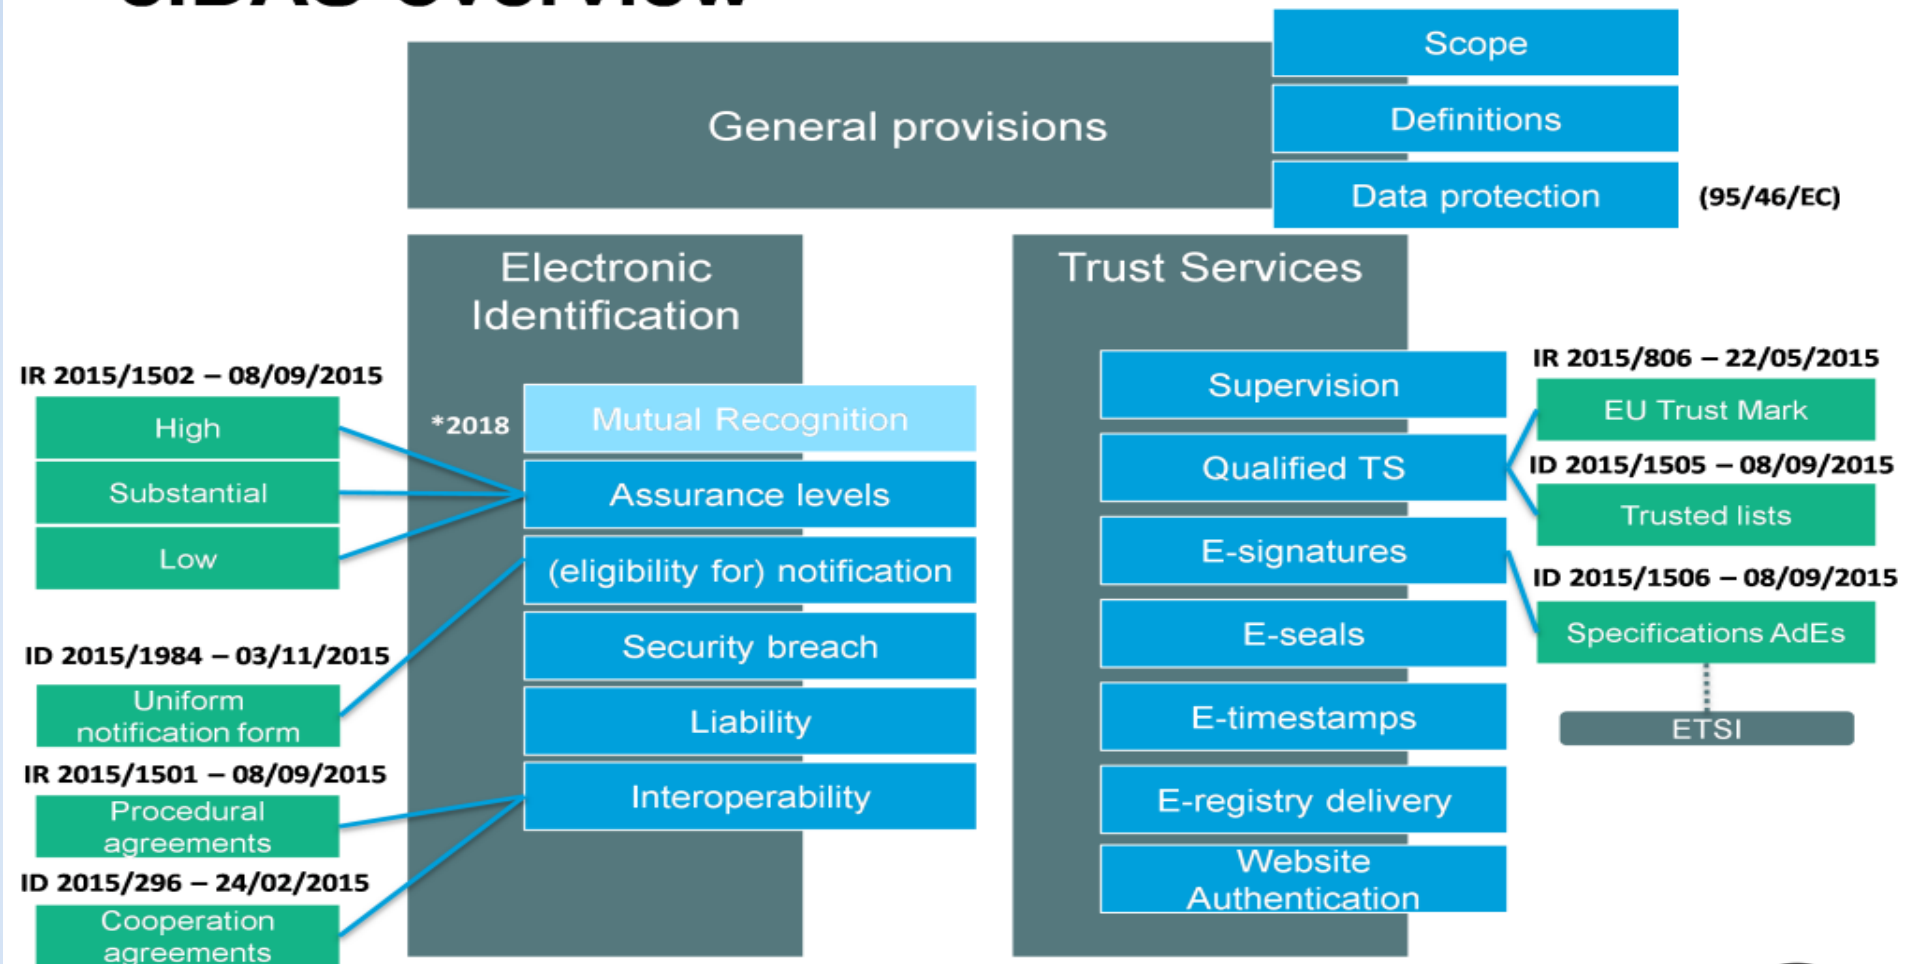 eIDAS overview
General provisions
Scope
Definitions
Data protection
(95/46/EC)
Electronic
Identification
*2018
Mutual Recognition
Assurance levels
(eligibility for) notification
Security breach
Liability
Interoperability
IR 2015/1502 – 08/09/2015
High
Substantial
Low
ID 2015/1984 – 03/11/2015
Uniform
notification form
IR 2015/1501 – 08/09/2015
Procedural
agreements
ID 2015/296 – 24/02/2015
Cooperation
agreements
Trust Services
Supervision
Qualified TS
E-signatures
E-seals
E-timestamps
E-registry delivery
Website
Authentication
IR 2015/806 – 22/05/2015
EU Trust Mark
ID 2015/1505 – 08/09/2015
Trusted lists
ID 2015/1506 – 08/09/2015
Specifications AdEs
ETSI